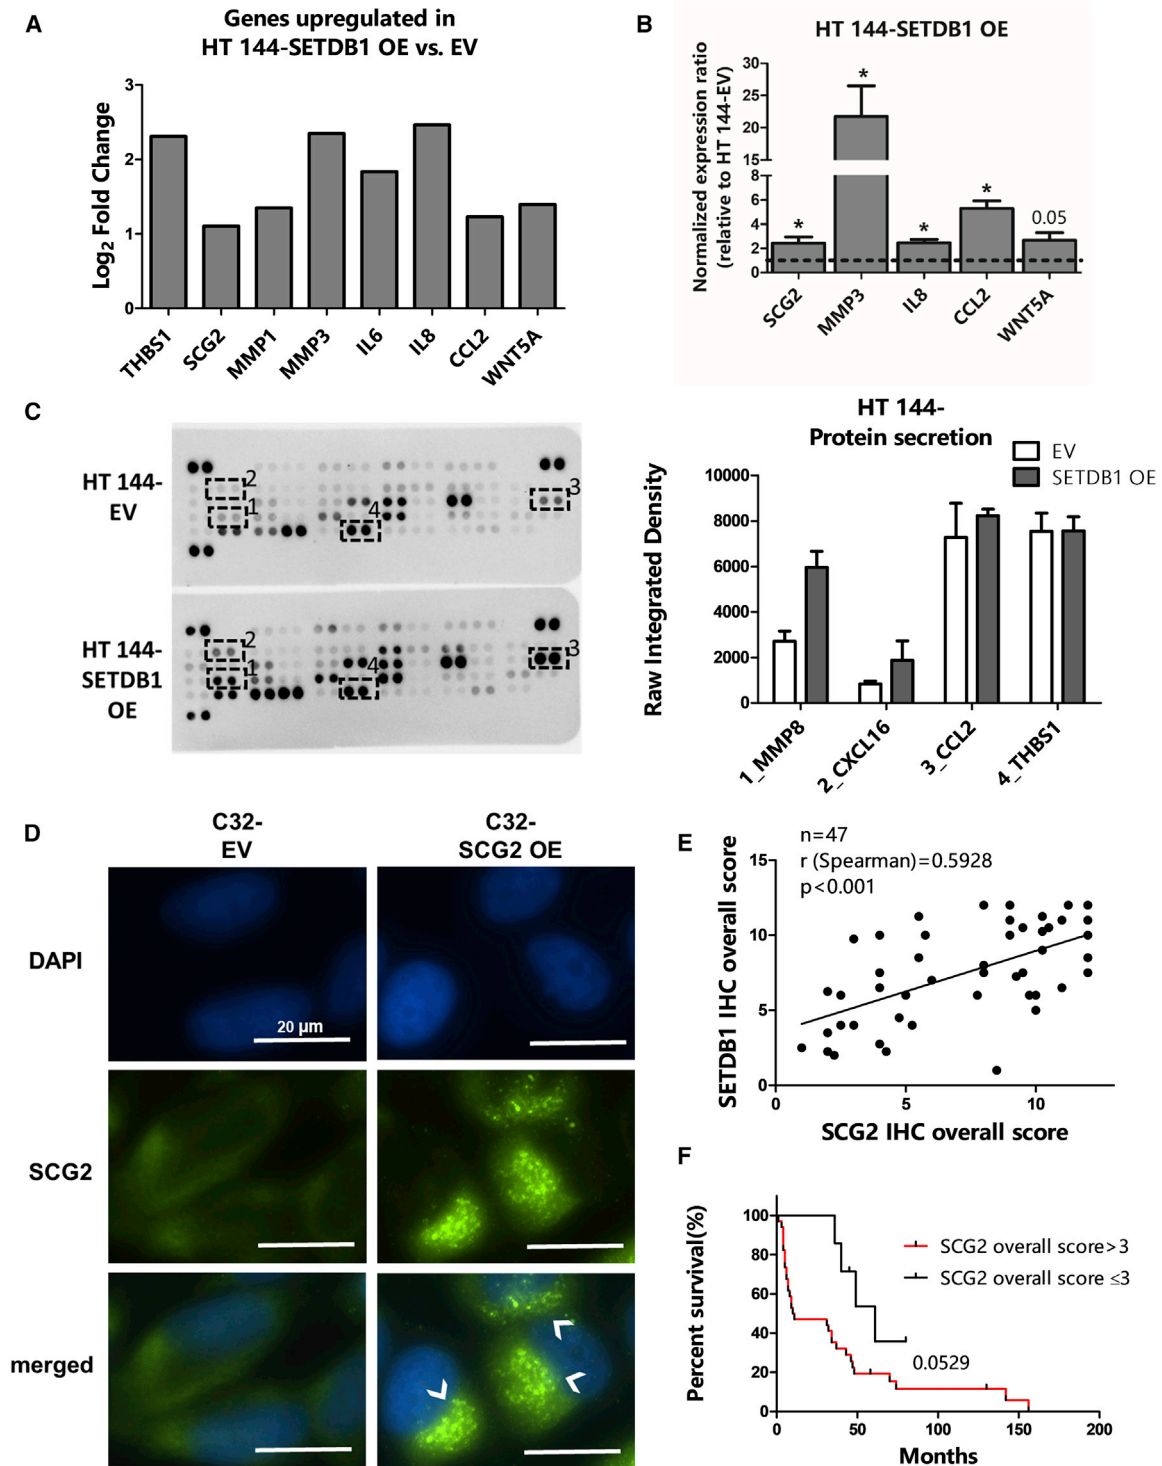 A
Genes upregulated in
HT 144-SETDB1 OE vs. EV
Log2 Fold Change
3
2
1
0
THBS1
SCG2
MMP1
MMP3
IL6
IL8
CCL2
WNT5A
B
HT 144-SETDB1 OE
Normalized expression ratio
(relative to HT 144-EV)
30
25
20
15
8
6
4
2
0
*
*
*
*
0.05
SCG2
MMP3
IL8
CCL2
WNT5A
C
HT 144-
EV
2
1
4
3
HT 144-
SETDB1
OE
2
1
4
3
HT 144-
Protein secretion
EV
SETDB1 OE
Raw Integrated Density
10000
8000
6000
4000
2000
0
1_MMP8
2_CXCL16
3_CCL2
4_THBS1
D
C32-
EV
C32-
SCG2 OE
DAPI
20 µm
SCG2
merged
E
n=47
r (Spearman)=0.5928
p<0.001
SETDB1 IHC overall score
15
10
5
0
0
5
10
SCG2 IHC overall score
F
Percent survival(%)
100
80
60
40
20
0
SCG2 overall score>3
SCG2 overall score ≤3
0.0529
0
50
100
150
200
Months